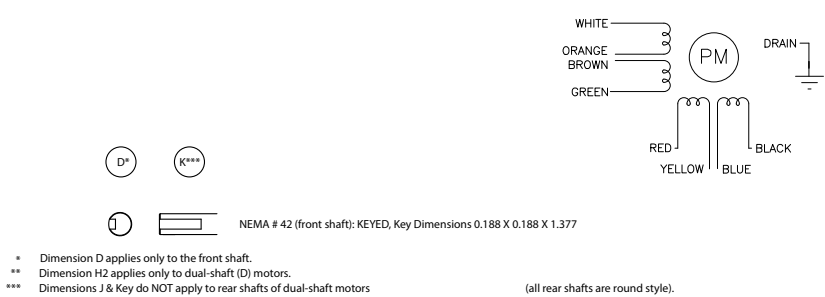 WHITE
ORANGE
BROWN
GREEN
PM
DRAIN
RED
BLACK
YELLOW
BLUE
D*
K***
NEMA # 42 (front shaft): KEYED, Key Dimensions 0.188 X 0.188 X 1.377
* Dimension D applies only to the front shaft.
** Dimension H2 applies only to dual-shaft (D) motors.
*** Dimensions J & Key do NOT apply to rear shafts of dual-shaft motors (all rear shafts are round style).